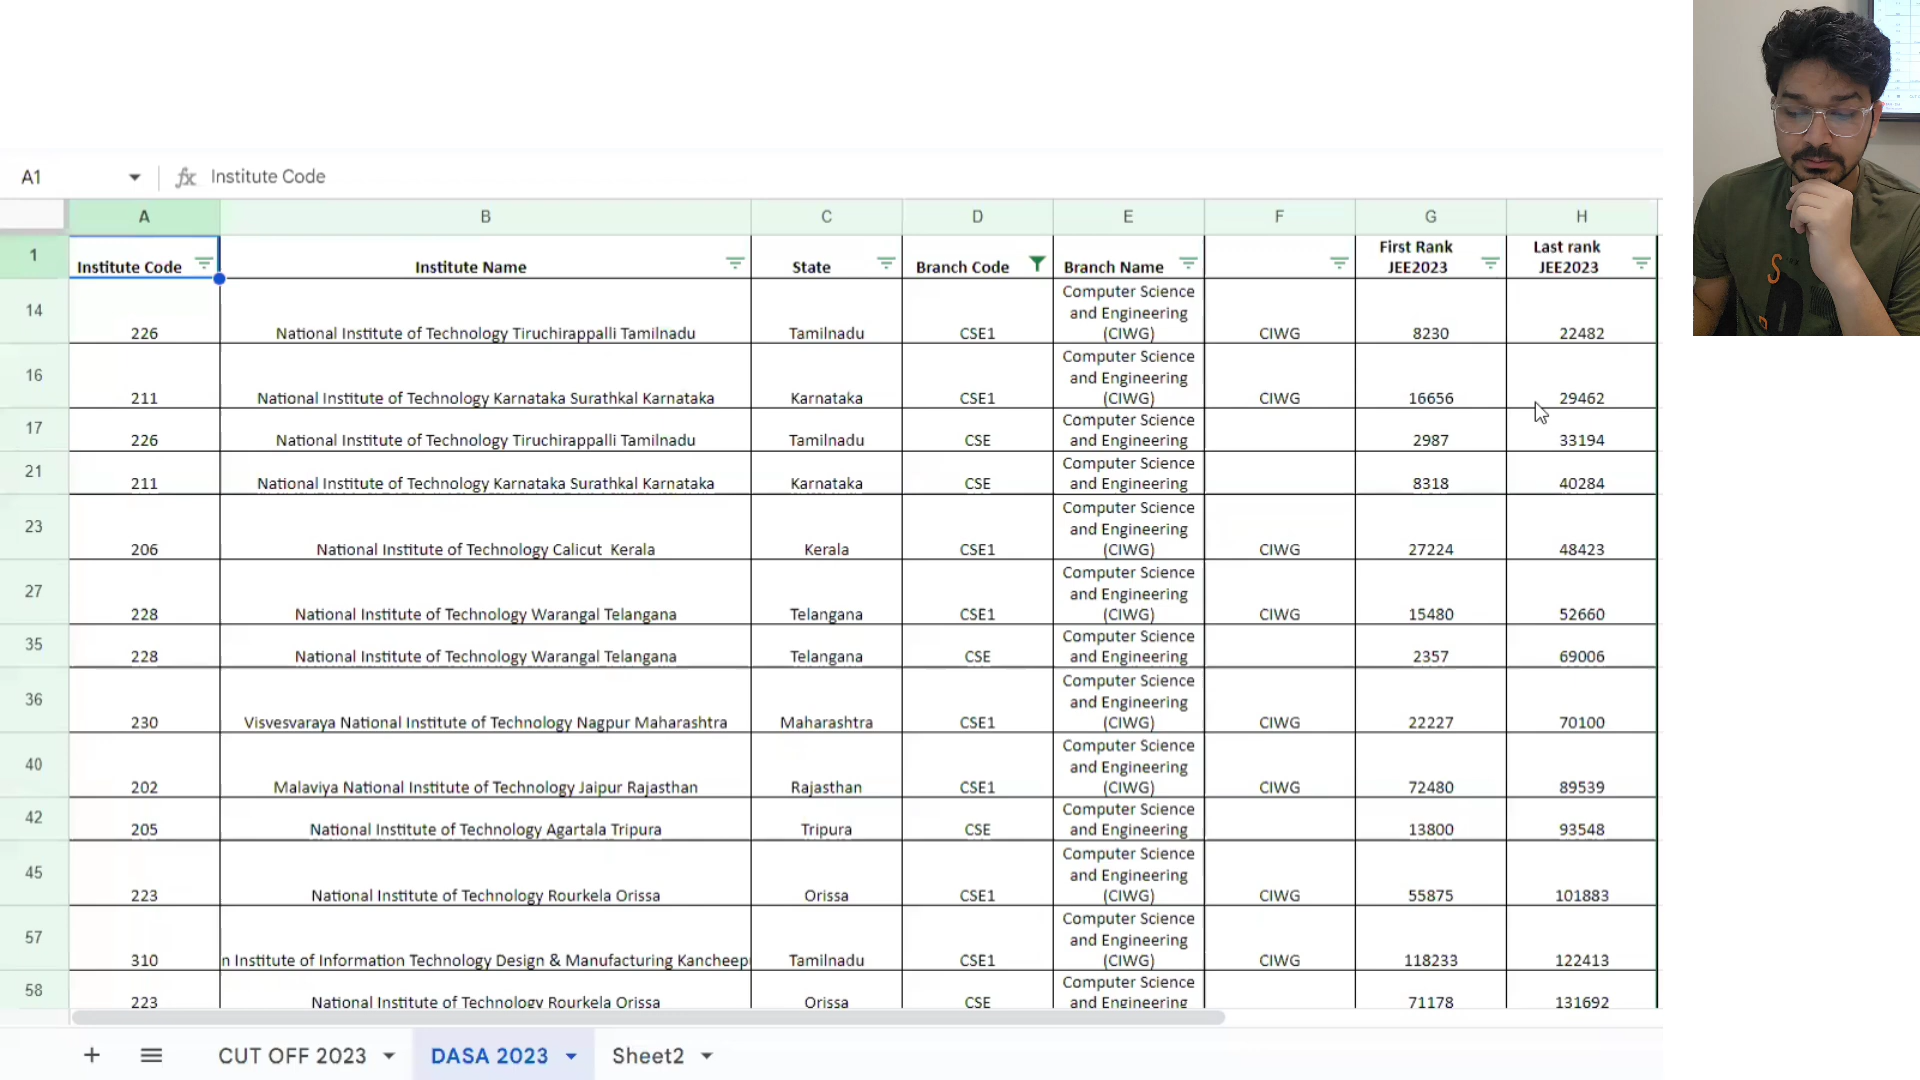 A1 fx Institute Code
A B C D E F G H
1 Institute Code Institute Name State Branch Code Branch Name First Rank JEE2023 Last rank JEE2023
14 226 National Institute of Technology Tiruchirappalli Tamilnadu Tamilnadu CSE1 Computer Science and Engineering (CIWG) CIWG 8230 22482
16 211 National Institute of Technology Karnataka Surathkal Karnataka Karnataka CSE1 Computer Science and Engineering (CIWG) CIWG 16656 29462
17 226 National Institute of Technology Tiruchirappalli Tamilnadu Tamilnadu CSE Computer Science and Engineering 2987 33194
21 211 National Institute of Technology Karnataka Surathkal Karnataka Karnataka CSE Computer Science and Engineering 8318 40284
23 206 National Institute of Technology Calicut Kerala Kerala CSE1 Computer Science and Engineering (CIWG) CIWG 27224 48423
27 228 National Institute of Technology Warangal Telangana Telangana CSE1 Computer Science and Engineering (CIWG) CIWG 15480 52660
35 228 National Institute of Technology Warangal Telangana Telangana CSE Computer Science and Engineering 2357 69006
36 230 Visvesvaraya National Institute of Technology Nagpur Maharashtra Maharashtra CSE1 Computer Science and Engineering (CIWG) CIWG 22227 70100
40 202 Malaviya National Institute of Technology Jaipur Rajasthan Rajasthan CSE1 Computer Science and Engineering (CIWG) CIWG 72480 89539
42 205 National Institute of Technology Agartala Tripura Tripura CSE Computer Science and Engineering 13800 93548
45 223 National Institute of Technology Rourkela Orissa Orissa CSE1 Computer Science and Engineering (CIWG) CIWG 55875 101883
57 310 n Institute of Information Technology Design & Manufacturing Kancheep Tamilnadu CSE1 Computer Science and Engineering (CIWG) CIWG 118233 122413
58 223 National Institute of Technology Rourkela Orissa Orissa CSE Computer Science and Engineering 71178 131692
+ CUT OFF 2023 DASA 2023 Sheet2